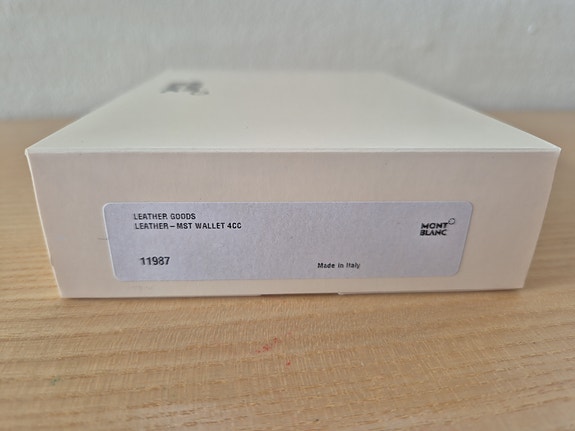 LEATHER GOODS
LEATHER – MST WALLET 4CC
MONT
BLANC
11987
Made in Italy